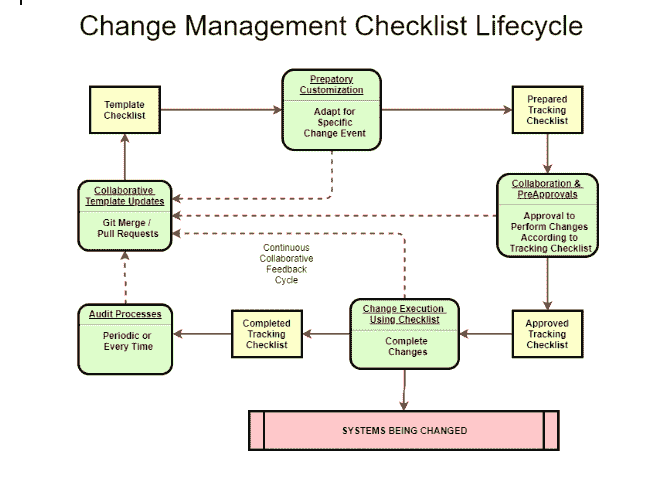 Change Management Checklist Lifecycle
Template
Checklist
Prepatory
Customization
Adapt for
Specific
Change Event
Prepared
Tracking
Checklist
Collaborative
Template Updates
Git Merge /
Pull Requests
Collaboration &
PreApprovals
Approval to
Perform Changes
According to
Tracking Checklist
Continuous
Collaborative
Feedback
Cycle
Audit Processes
Periodic or
Every Time
Completed
Tracking
Checklist
Change Execution
Using Checklist
Complete
Changes
Approved
Tracking
Checklist
SYSTEMS BEING CHANGED